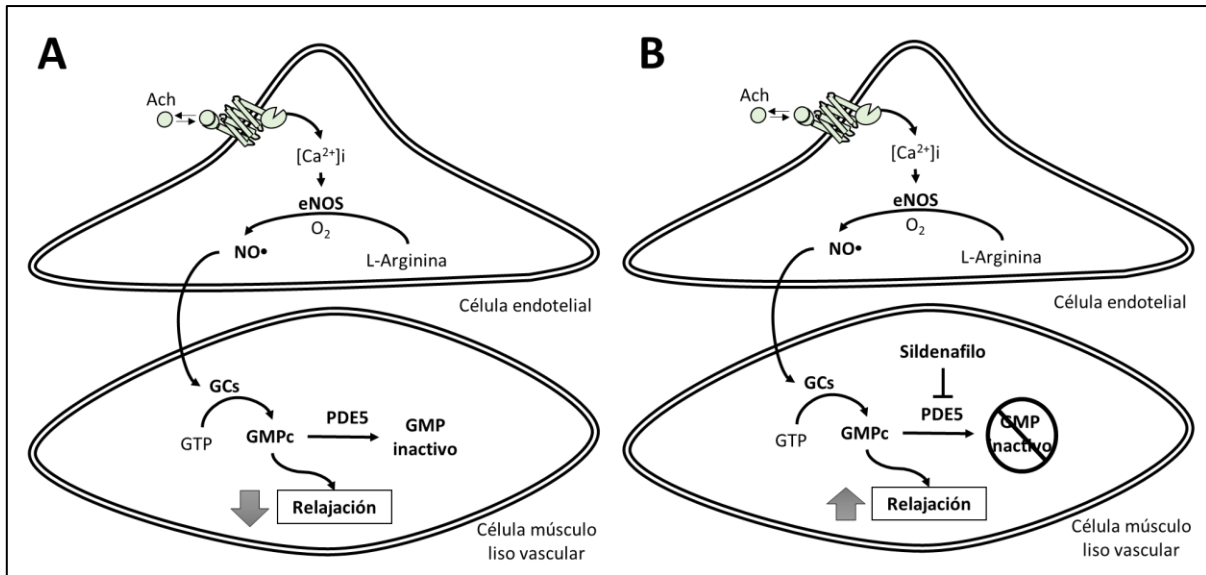 A
Ach
[Ca²⁺]i
eNOS
O₂
NO•
L-Arginina
Célula endotelial
GCs
GTP
GMPc
PDE5
GMP
inactivo
Relajación
Célula músculo
liso vascular
B
Ach
[Ca²⁺]i
eNOS
O₂
NO•
L-Arginina
Célula endotelial
Sildenafilo
GCs
GTP
GMPc
PDE5
GMP
inactivo
Relajación
Célula músculo
liso vascular